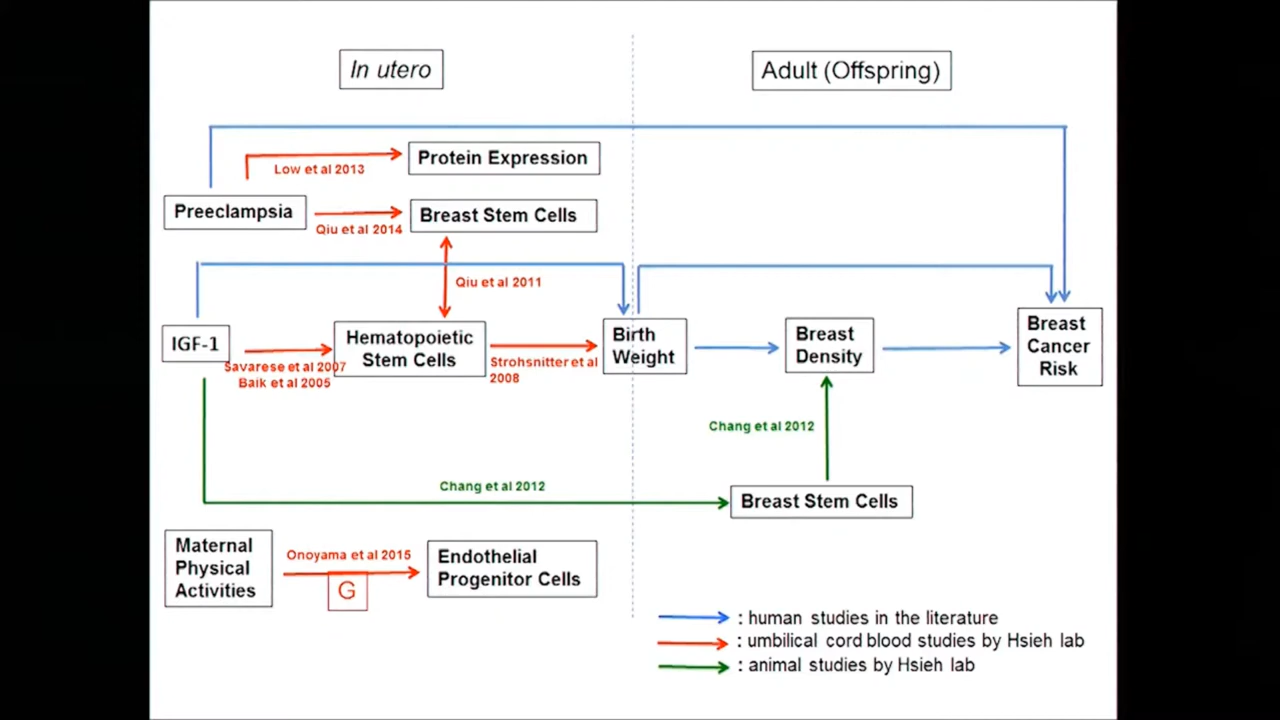 In utero
Adult (Offspring)
Protein Expression
Low et al 2013
Preeclampsia
Breast Stem Cells
Qiu et al 2014
Qiu et al 2011
IGF-1
Hematopoietic
Stem Cells
Birth
Weight
Breast
Density
Breast
Cancer
Risk
Savarese et al 2007
Baik et al 2005
Strohsnitter et al
2008
Chang et al 2012
Chang et al 2012
Breast Stem Cells
Maternal
Physical
Activities
Onoyama et al 2015
G
Endothelial
Progenitor Cells
: human studies in the literature
: umbilical cord blood studies by Hsieh lab
: animal studies by Hsieh lab